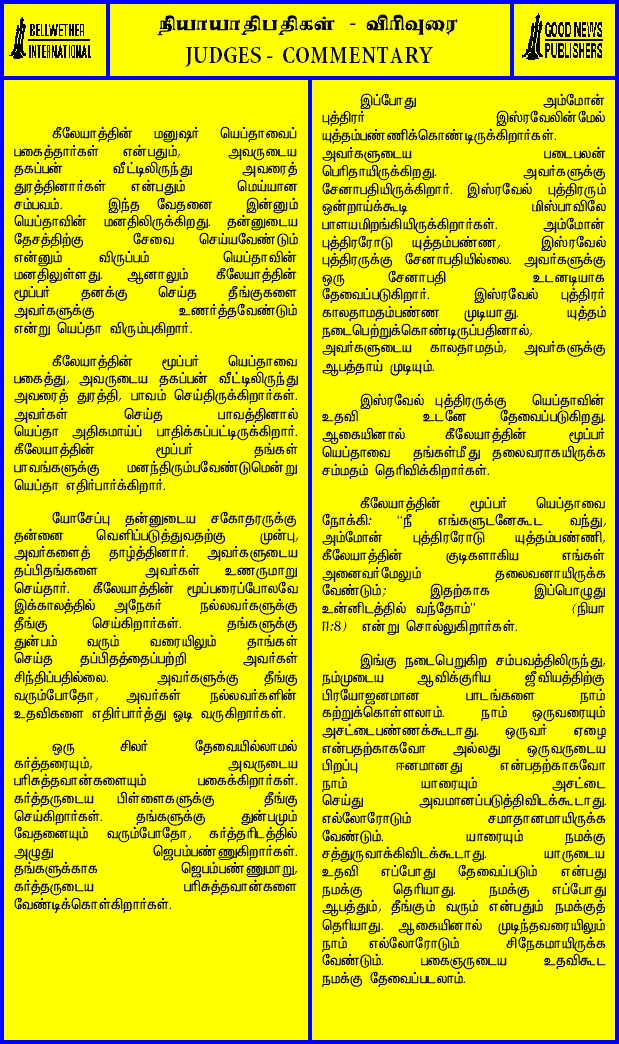 BELLWETHER
INTERNATIONAL
நியாயாதிபதிகள் - விரிவுரை
JUDGES - COMMENTARY
GOOD NEWS
PUBLISHERS
கீலேயாத்தின் மனுஷர் யெப்தாவைப்
பகைத்தார்கள் என்பதும், அவருடைய
தகப்பன் வீட்டிலிருந்து அவரைத்
துரத்தினார்கள் என்பதும் மெய்யான
சம்பவம். இந்த வேதனை இன்னும்
யெப்தாவின் மனதிலிருக்கிறது. தன்னுடைய
தேசத்திற்கு சேவை செய்யவேண்டும்
என்னும் விருப்பம் யெப்தாவின்
மனதிலுள்ளது. ஆனாலும் கீலேயாத்தின்
மூப்பர் தனக்கு செய்த தீங்குகளை
அவர்களுக்கு உணர்த்தவேண்டும்
என்று யெப்தா விரும்புகிறார்.
கீலேயாத்தின் மூப்பர் யெப்தாவை
பகைத்து, அவருடைய தகப்பன் வீட்டிலிருந்து
அவரைத் துரத்தி, பாவம் செய்திருக்கிறார்கள்.
அவர்கள் செய்த பாவத்தினால்
யெப்தா அதிகமாய்ப் பாதிக்கப்பட்டிருக்கிறார்.
கீலேயாத்தின் மூப்பர் தங்கள்
பாவங்களுக்கு மனந்திரும்பவேண்டுமென்று
யெப்தா எதிர்பார்க்கிறார்.
யோசேப்பு தன்னுடைய சகோதரருக்கு
தன்னை வெளிப்படுத்துவதற்கு முன்பு,
அவர்களைத் தாழ்த்தினார். அவர்களுடைய
தப்பிதங்களை அவர்கள் உணருமாறு
செய்தார். கீலேயாத்தின் மூப்பரைப்போலவே
இக்காலத்தில் அநேகர் நல்லவர்களுக்கு
தீங்கு செய்கிறார்கள். தங்களுக்கு
துன்பம் வரும் வரையிலும் தாங்கள்
செய்த தப்பிதத்தைப்பற்றி அவர்கள்
சிந்திப்பதில்லை. அவர்களுக்கு தீங்கு
வரும்போதோ, அவர்கள் நல்லவர்களின்
உதவிகளை எதிர்பார்த்து ஓடி வருகிறார்கள்.
ஒரு சிலர் தேவையில்லாமல்
கர்த்தரையும், அவருடைய
பரிசுத்தவான்களையும் பகைக்கிறார்கள்.
கர்த்தருடைய பிள்ளைகளுக்கு தீங்கு
செய்கிறார்கள். தங்களுக்கு துன்பமும்
வேதனையும் வரும்போதோ, கர்த்தரிடத்தில்
அழுது ஜெபம்பண்ணுகிறார்கள்.
தங்களுக்காக ஜெபம்பண்ணுமாறு,
கர்த்தருடைய பரிசுத்தவான்களை
வேண்டிக்கொள்கிறார்கள்.
இப்போது அம்மோன்
புத்திரர் இஸ்ரவேலின்மேல்
யுத்தம்பண்ணிக்கொண்டிருக்கிறார்கள்.
அவர்களுடைய படைபலன்
பெரிதாயிருக்கிறது. அவர்களுக்கு
சேனாபதியிருக்கிறார். இஸ்ரவேல் புத்திரரும்
ஒன்றாய்க்கூடி மிஸ்பாவிலே
பாளயமிறங்கியிருக்கிறார்கள். அம்மோன்
புத்திரரோடு யுத்தம்பண்ண, இஸ்ரவேல்
புத்திரருக்கு சேனாபதியில்லை. அவர்களுக்கு
ஒரு சேனாபதி உடனடியாக
தேவைப்படுகிறார். இஸ்ரவேல் புத்திரர்
காலதாமதம்பண்ண முடியாது. யுத்தம்
நடைபெற்றுக்கொண்டிருப்பதினால்,
அவர்களுடைய காலதாமதம், அவர்களுக்கு
ஆபத்தாய் முடியும்.
இஸ்ரவேல் புத்திரருக்கு யெப்தாவின்
உதவி உடனே தேவைப்படுகிறது.
ஆகையினால் கீலேயாத்தின் மூப்பர்
யெப்தாவை தங்கள்மீது தலைவராகயிருக்க
சம்மதம் தெரிவிக்கிறார்கள்.
கீலேயாத்தின் மூப்பர் யெப்தாவை
நோக்கி: "நீ எங்களுடனேகூட வந்து,
அம்மோன் புத்திரரோடு யுத்தம்பண்ணி,
கீலேயாத்தின் குடிகளாகிய எங்கள்
அனைவர்மேலும் தலைவனாயிருக்க
வேண்டும்; இதற்காக இப்பொழுது
உன்னிடத்தில் வந்தோம்" (நியா
11:8) என்று சொல்லுகிறார்கள்.
இங்கு நடைபெறுகிற சம்பவத்திலிருந்து,
நம்முடைய ஆவிக்குரிய ஜீவியத்திற்கு
பிரயோஜனமான பாடங்களை நாம்
கற்றுக்கொள்ளலாம். நாம் ஒருவரையும்
அசட்டைபண்ணக்கூடாது. ஒருவர் ஏழை
என்பதற்காகவோ அல்லது ஒருவருடைய
பிறப்பு ஈனமானது என்பதற்காகவோ
நாம் யாரையும் அசட்டை
செய்து அவமானப்படுத்திவிடக்கூடாது.
எல்லோரோடும் சமாதானமாயிருக்க
வேண்டும். யாரையும் நமக்கு
சத்துருவாக்கிவிடக்கூடாது. யாருடைய
உதவி எப்போது தேவைப்படும் என்பது
நமக்கு தெரியாது. நமக்கு எப்போது
ஆபத்தும், தீங்கும் வரும் என்பதும் நமக்குத்
தெரியாது. ஆகையினால் முடிந்தவரையிலும்
நாம் எல்லோரோடும் சிநேகமாயிருக்க
வேண்டும். பகைஞருடைய உதவிகூட
நமக்கு தேவைப்படலாம்.